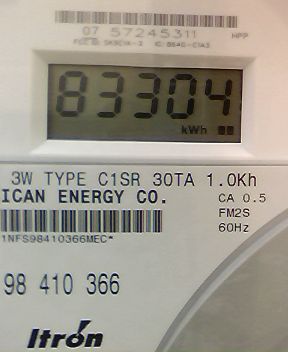 07 57245311 HPP
83304
kWh
3W TYPE C1SR 30TA 1.0Kh
ICAN ENERGY CO.
CA 0.5
FM2S
60Hz
1NFS98410366MEC*
98 410 366
Itron